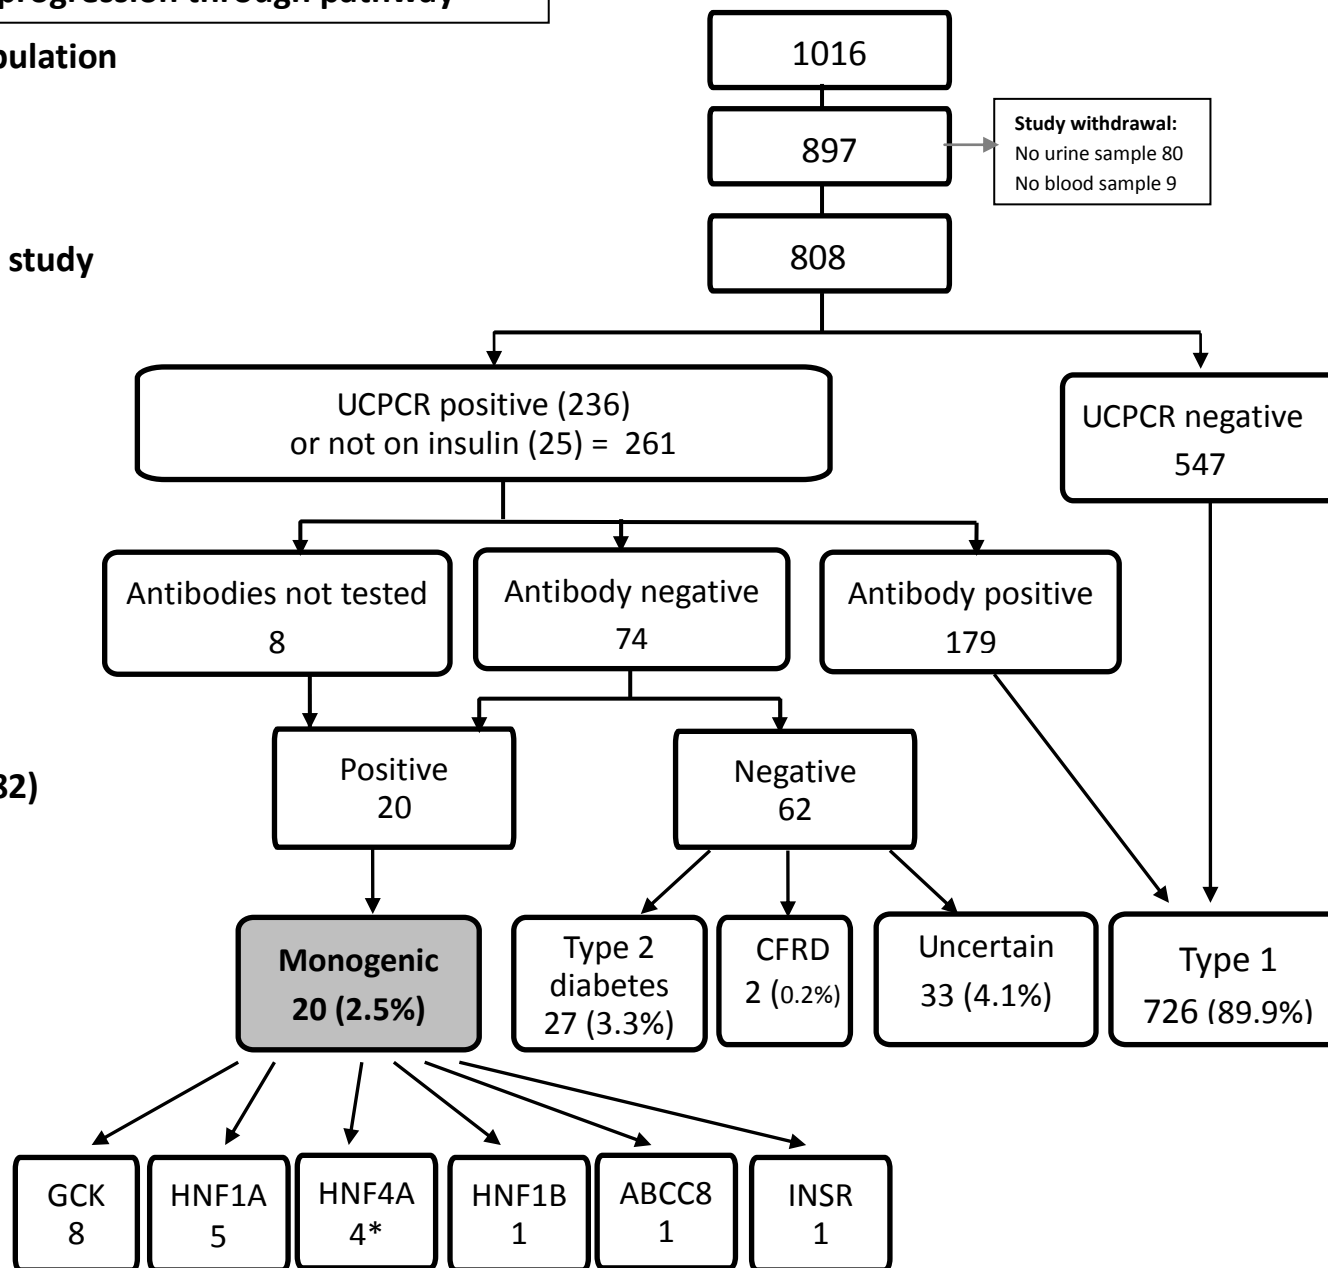 progression through pathway
pulation
1016
897
Study withdrawal:
No urine sample 80
No blood sample 9
study
808
UCPCR positive (236)
or not on insulin (25) = 261
UCPCR negative
547
Antibodies not tested
8
Antibody negative
74
Antibody positive
179
32)
Positive
20
Negative
62
Monogenic
20 (2.5%)
Type 2
diabetes
27 (3.3%)
CFRD
2 (0.2%)
Uncertain
33 (4.1%)
Type 1
726 (89.9%)
GCK
8
HNF1A
5
HNF4A
4*
HNF1B
1
ABCC8
1
INSR
1